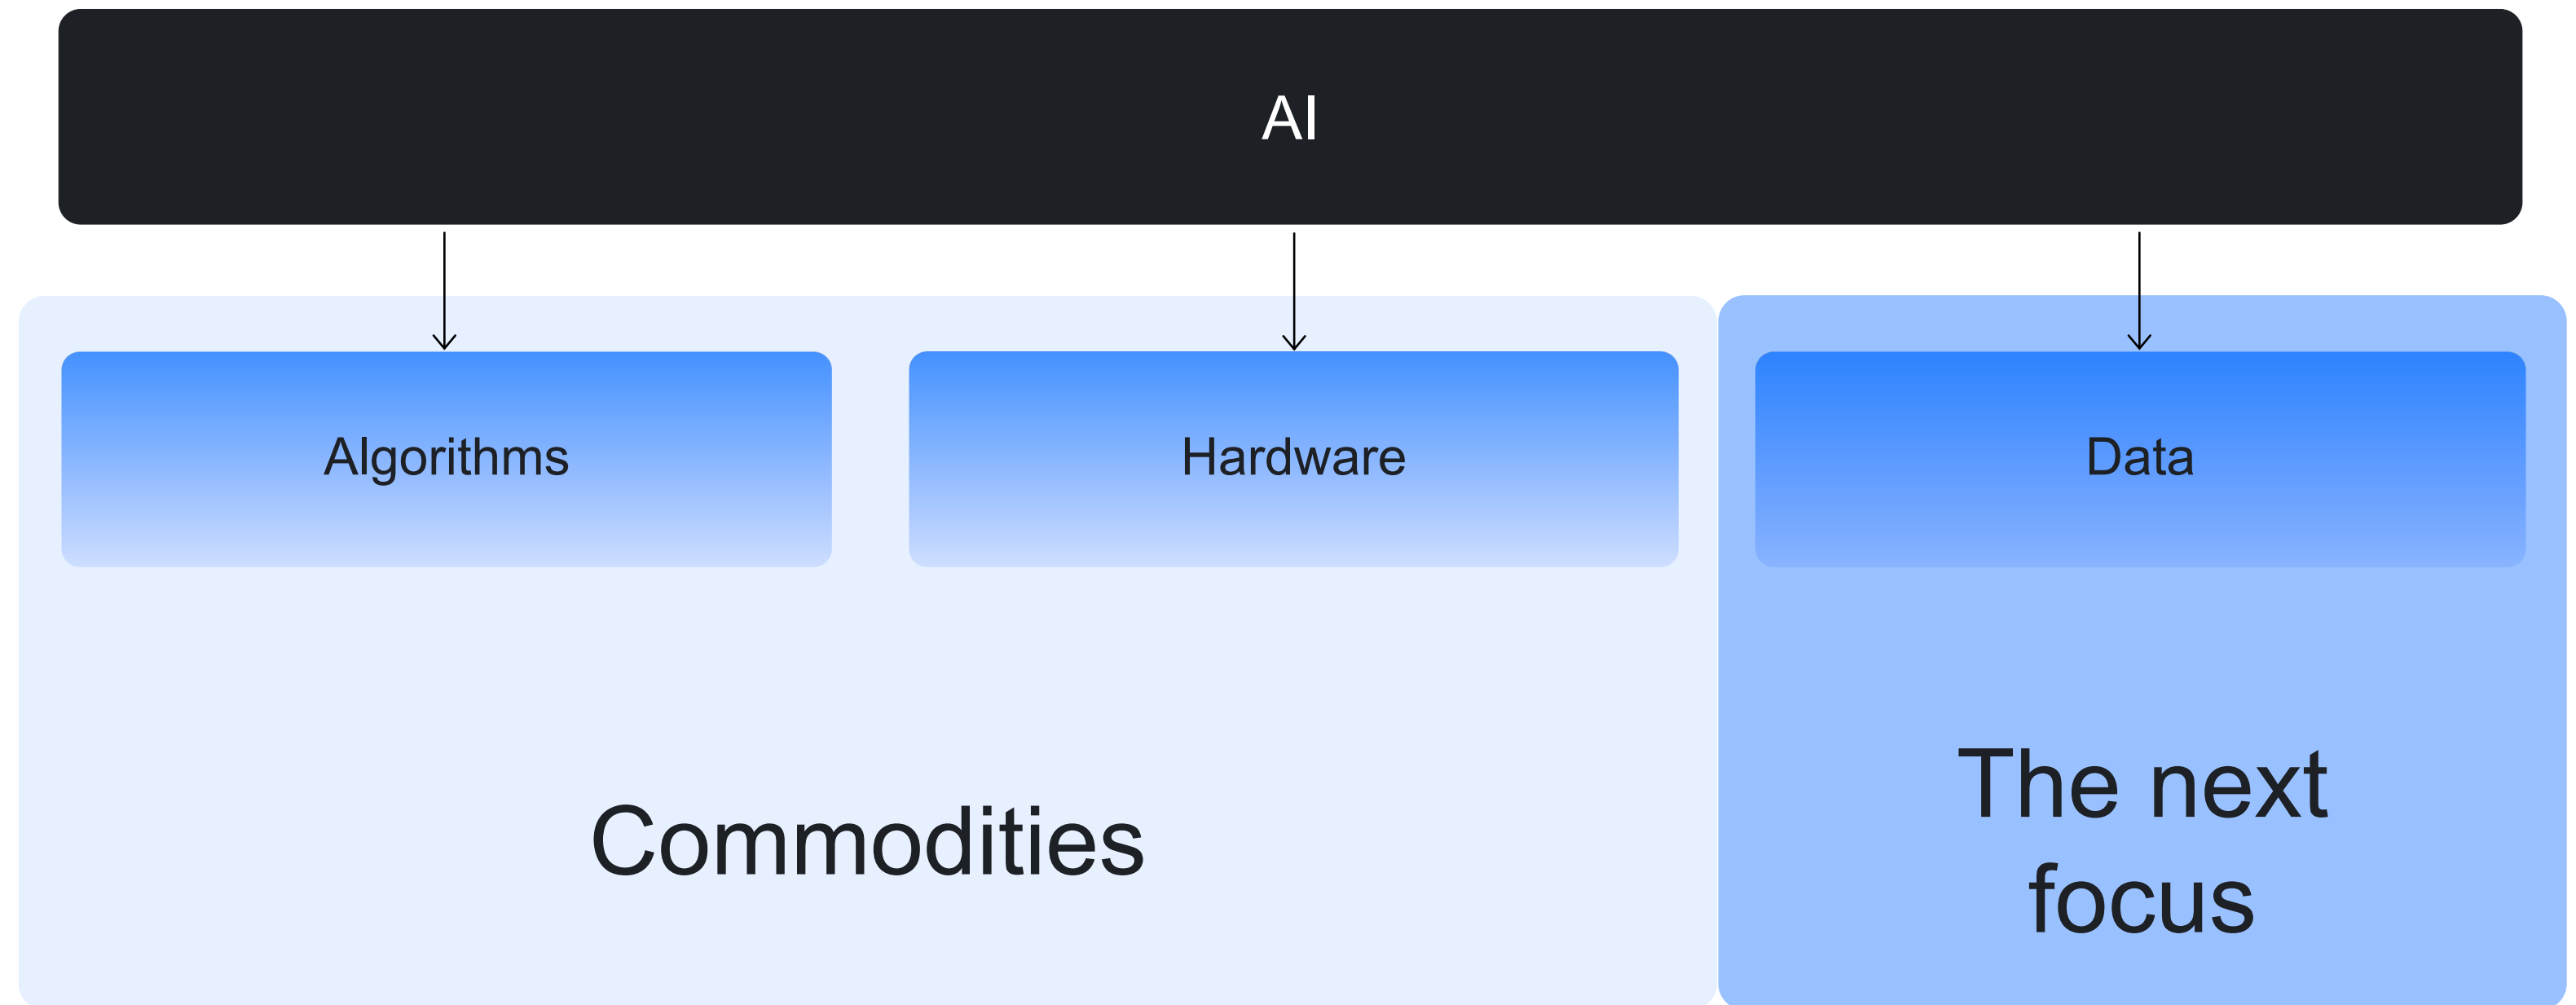 AI
Algorithms
Hardware
Data
Commodities
The next
focus